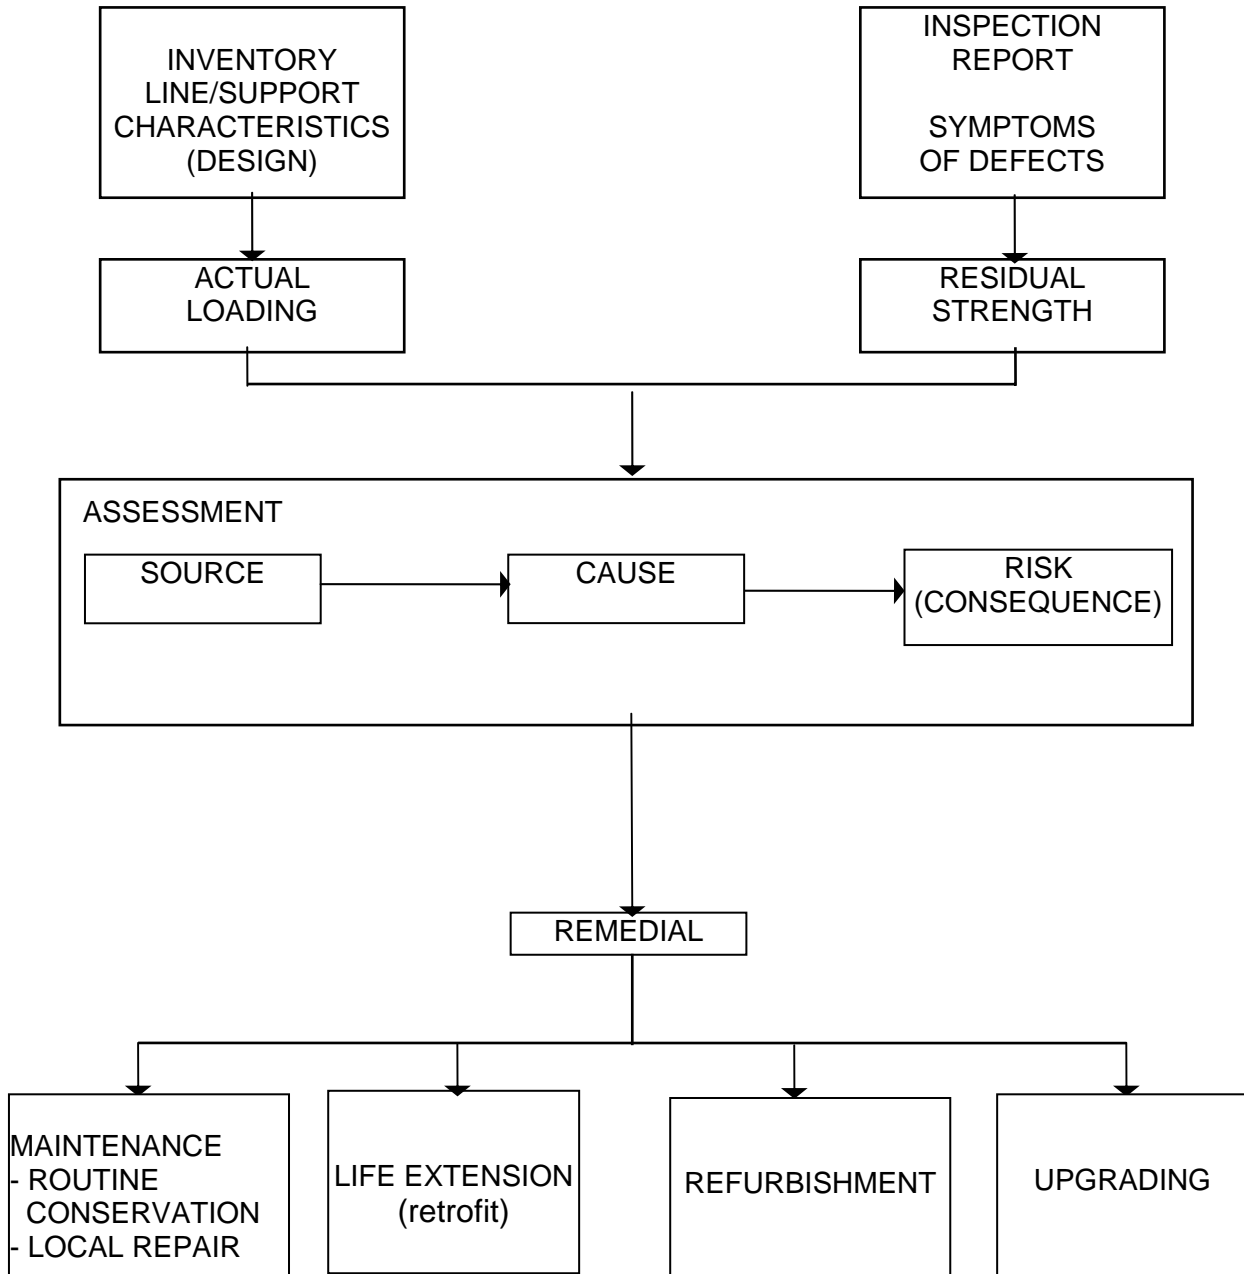 INVENTORY
LINE/SUPPORT
CHARACTERISTICS
(DESIGN)
INSPECTION
REPORT
SYMPTOMS
OF DEFECTS
ACTUAL
LOADING
RESIDUAL
STRENGTH
ASSESSMENT
SOURCE
CAUSE
RISK
(CONSEQUENCE)
REMEDIAL
MAINTENANCE
- ROUTINE
CONSERVATION
- LOCAL REPAIR
LIFE EXTENSION
(retrofit)
REFURBISHMENT
UPGRADING